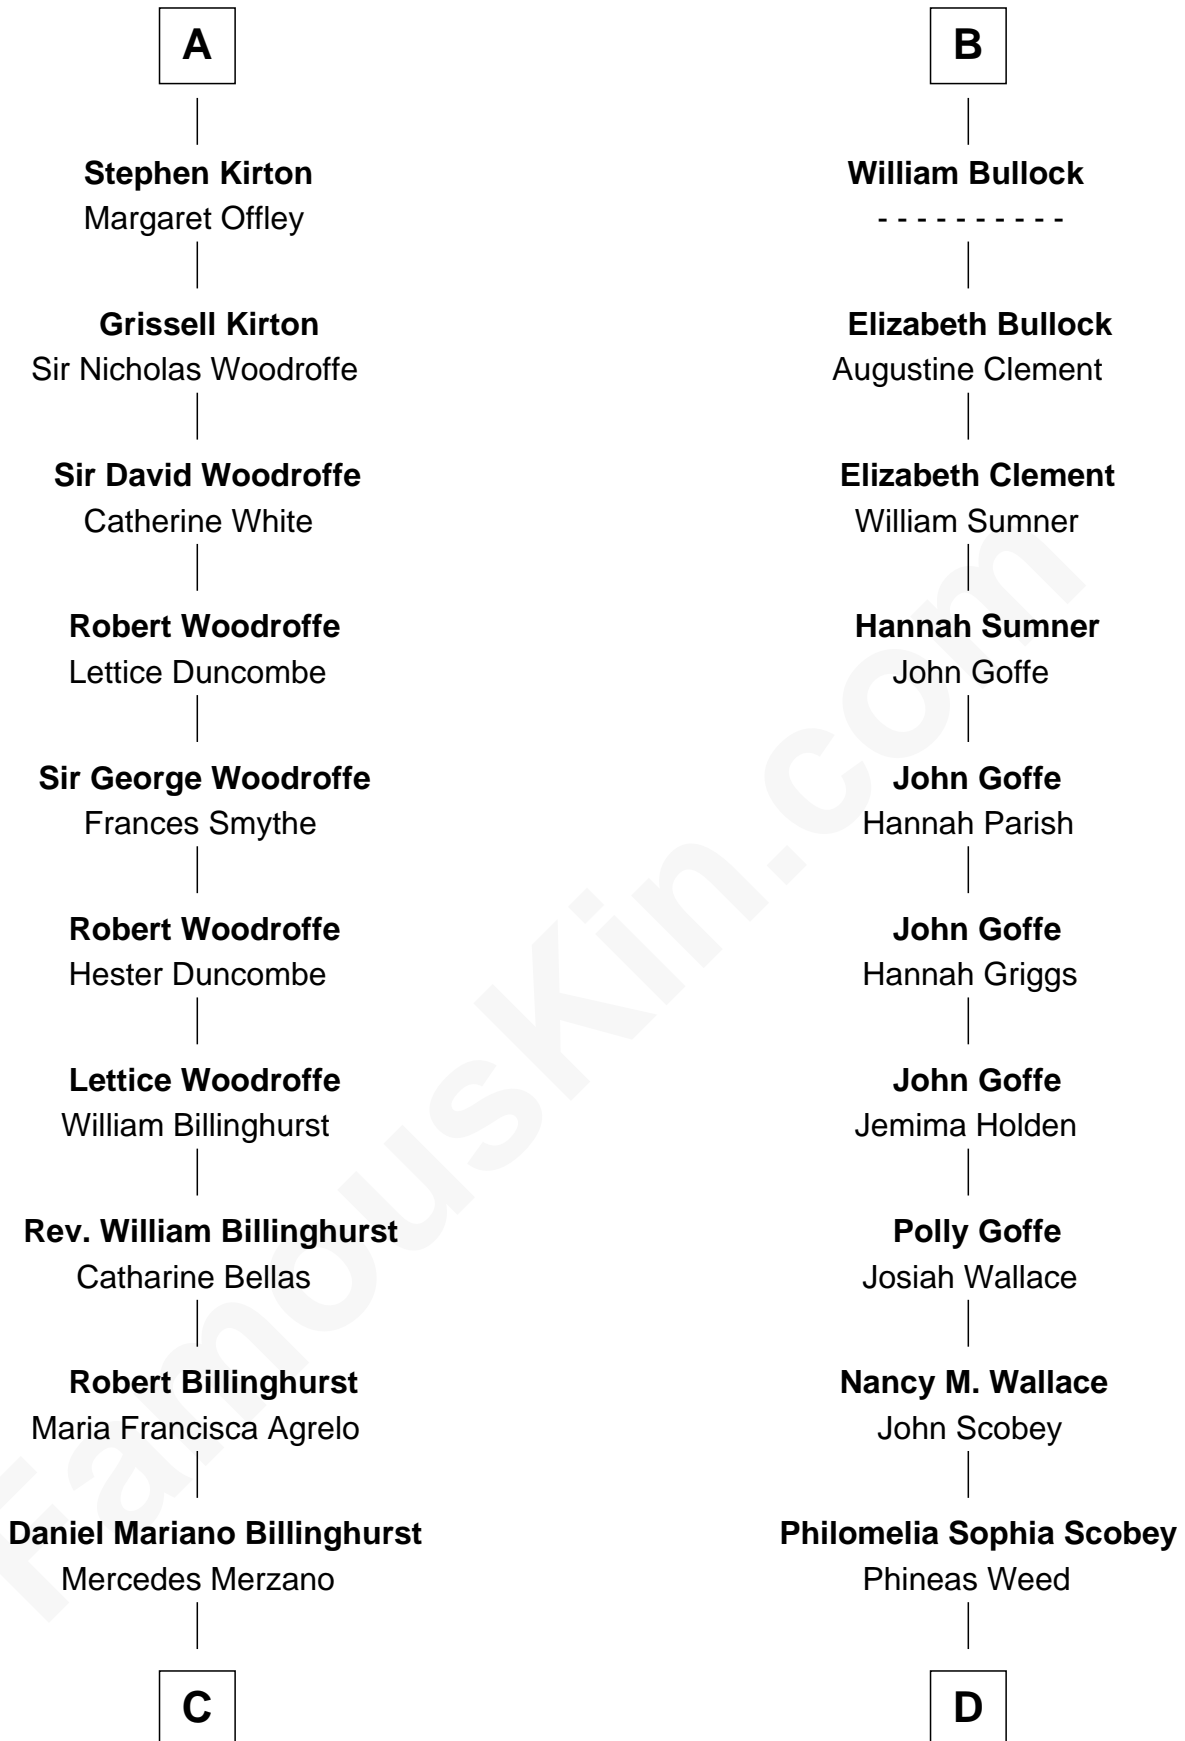 A
Stephen Kirton
Margaret Offley
Grissell Kirton
Sir Nicholas Woodroffe
Sir David Woodroffe
Catherine White
Robert Woodroffe
Lettice Duncombe
Sir George Woodroffe
Frances Smythe
Robert Woodroffe
Hester Duncombe
Lettice Woodroffe
William Billinghurst
Rev. William Billinghurst
Catharine Bellas
Robert Billinghurst
Maria Francisca Agrelo
Daniel Mariano Billinghurst
Mercedes Merzano
C
B
William Bullock
- - - - - - - - - -
Elizabeth Bullock
Augustine Clement
Elizabeth Clement
William Sumner
Hannah Sumner
John Goffe
John Goffe
Hannah Parish
John Goffe
Hannah Griggs
John Goffe
Jemima Holden
Polly Goffe
Josiah Wallace
Nancy M. Wallace
John Scobey
Philomelia Sophia Scobey
Phineas Weed
D
FamousKin.com